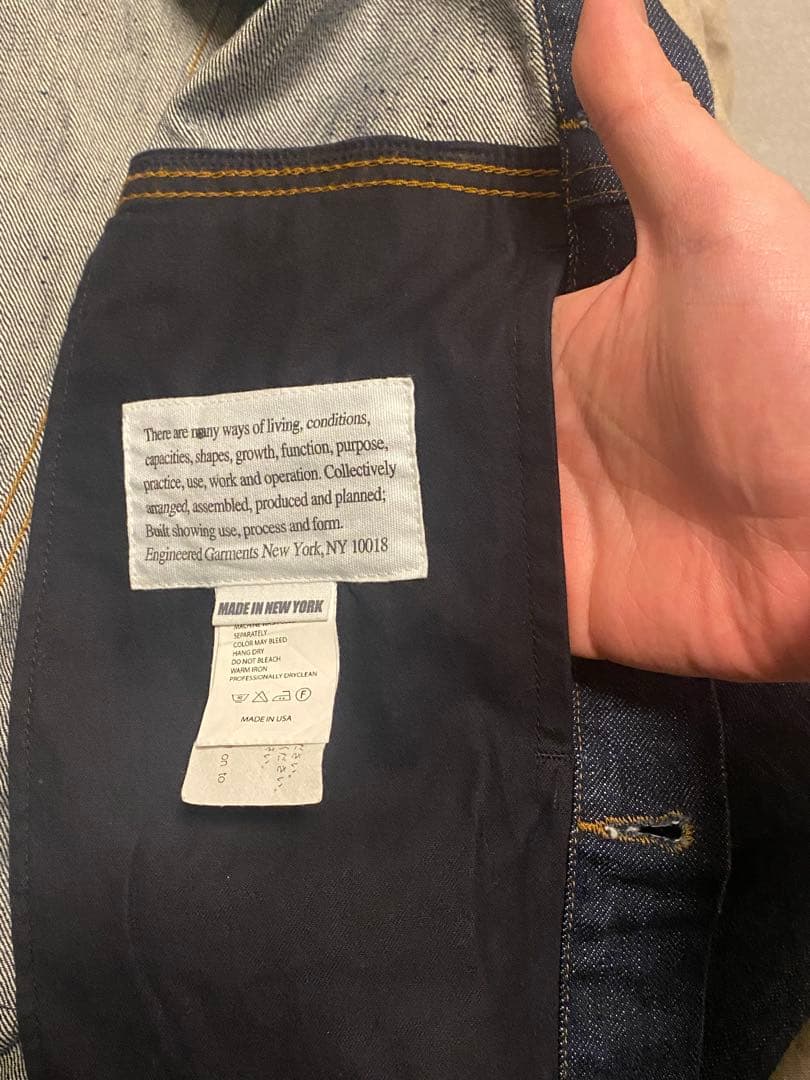 There are many ways of living, conditions,
capacities, shapes, growth, function, purpose,
practice, use, work and operation. Collectively
arranged, assembled, produced and planned;
Built showing use, process and form.
Engineered Garments New York, NY 10018
MADE IN NEW YORK
MACHINE
SEPARATELY
COLOR MAY BLEED
HANG DRY
DO NOT BLEACH
WARM IRON
PROFESSIONALLY DRYCLEAN
F
MADE IN USA